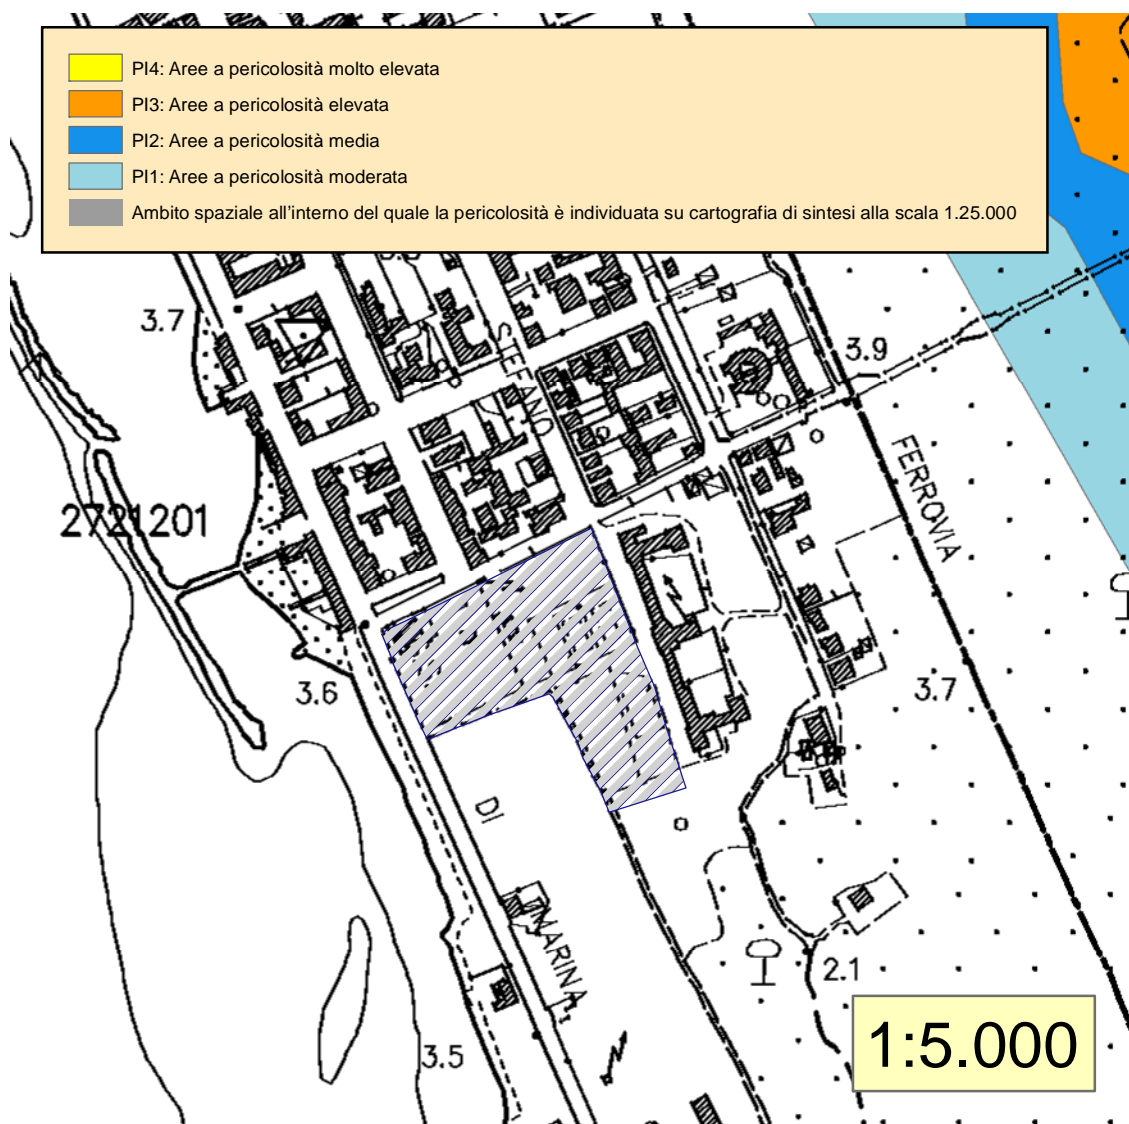 PI4: Aree a pericolosità molto elevata
PI3: Aree a pericolosità elevata
PI2: Aree a pericolosità media
PI1: Aree a pericolosità moderata
Ambito spaziale all'interno del quale la pericolosità è individuata su cartografia di sintesi alla scala 1.25.000
3.7
3.9
STEFANO
FERROVIA
2721201
3.6
3.7
DI
MARINA
2.1
3.5
1:5.000